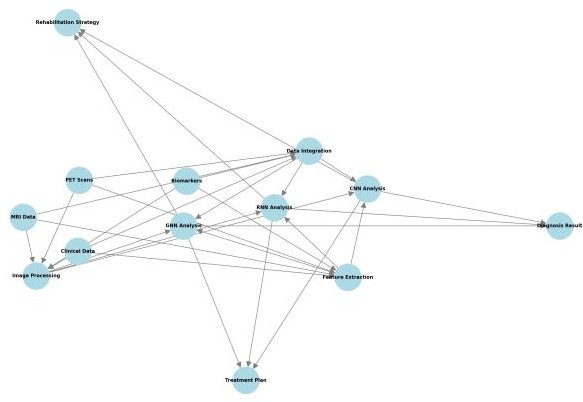 Rehabilitation Strategy
Data Integration
PET Scans
Biomarkers
CNN Analysis
RNN Analysis
MRI Data
GNN Analysis
Diagnosis Result
Clinical Data
Image Processing
Feature Extraction
Treatment Plan